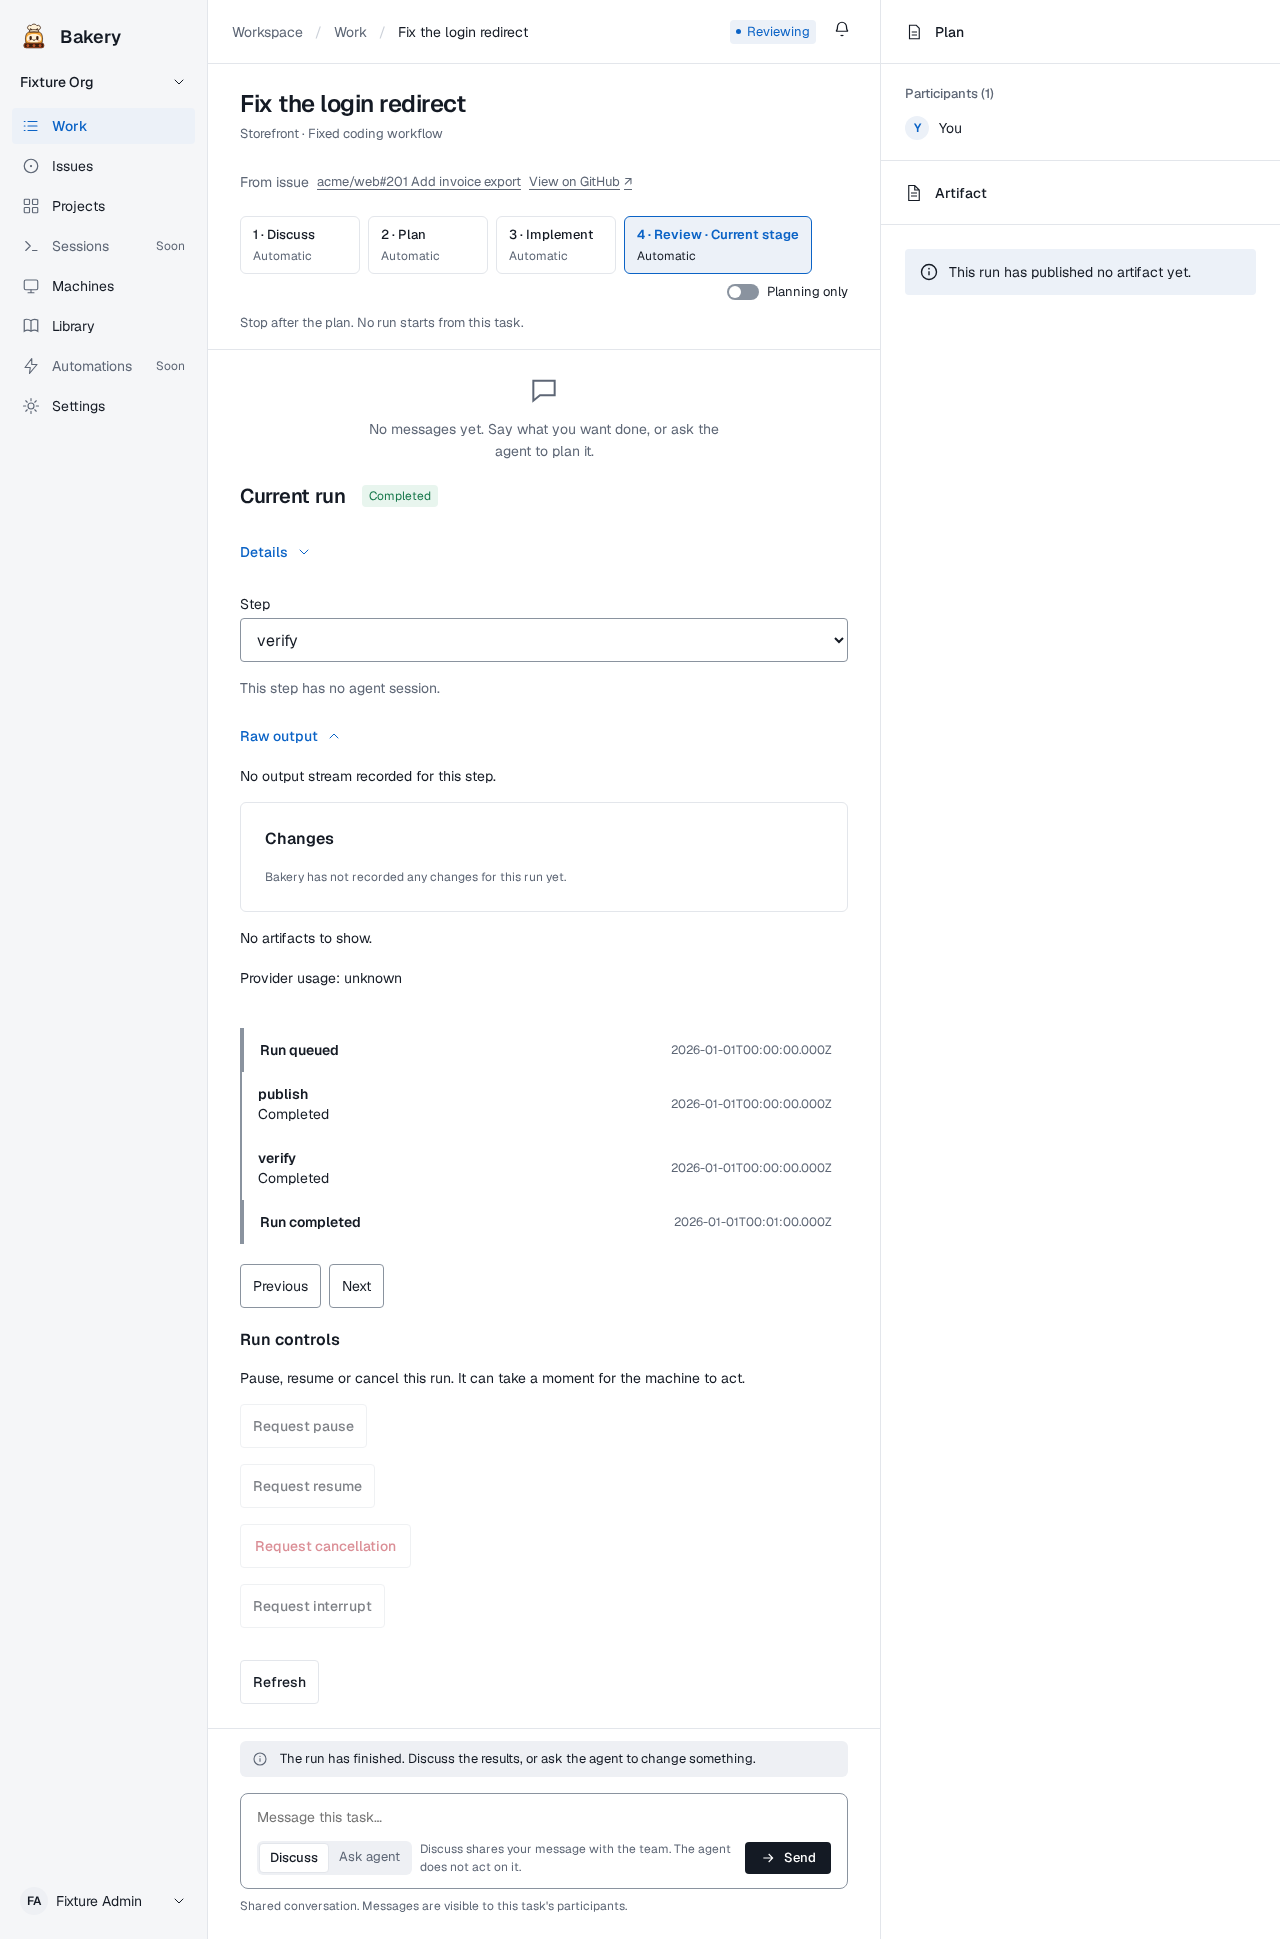 Bakery
Fixture Org
Work
Issues
Projects
Sessions Soon
Machines
Library
Automations Soon
Settings
FA Fixture Admin
Workspace / Work / Fix the login redirect
Reviewing
Fix the login redirect
Storefront · Fixed coding workflow
From issue acme/web#201 Add invoice export View on GitHub ↗
1 · Discuss
Automatic
2 · Plan
Automatic
3 · Implement
Automatic
4 · Review · Current stage
Automatic
Planning only
Stop after the plan. No run starts from this task.
No messages yet. Say what you want done, or ask the
agent to plan it.
Current run Completed
Details
Step
verify
This step has no agent session.
Raw output
No output stream recorded for this step.
Changes
Bakery has not recorded any changes for this run yet.
No artifacts to show.
Provider usage: unknown
Run queued 2026-01-01T00:00:00.000Z
publish
Completed
2026-01-01T00:00:00.000Z
verify
Completed
2026-01-01T00:00:00.000Z
Run completed 2026-01-01T00:01:00.000Z
Previous Next
Run controls
Pause, resume or cancel this run. It can take a moment for the machine to act.
Request pause
Request resume
Request cancellation
Request interrupt
Refresh
The run has finished. Discuss the results, or ask the agent to change something.
Message this task...
Discuss Ask agent
Discuss shares your message with the team. The agent
does not act on it.
→ Send
Shared conversation. Messages are visible to this task's participants.
Plan
Participants (1)
Y You
Artifact
This run has published no artifact yet.